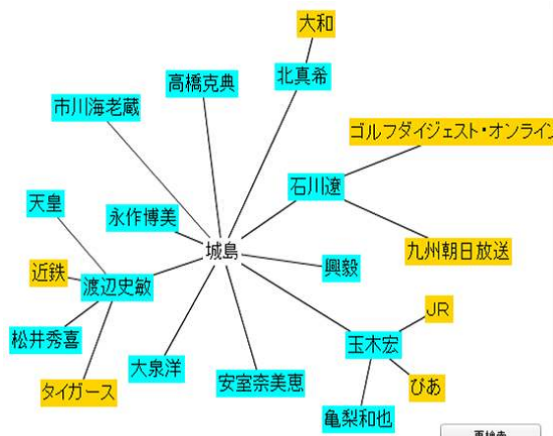 大和
北真希
高橋克典
市川海老蔵
ゴルフダイジェスト・オンライン
石川遼
天皇
永作博美
城島
九州朝日放送
近鉄
渡辺史敏
興毅
JR
松井秀喜
玉木宏
大泉洋
安室奈美恵
ぴあ
タイガース
亀梨和也